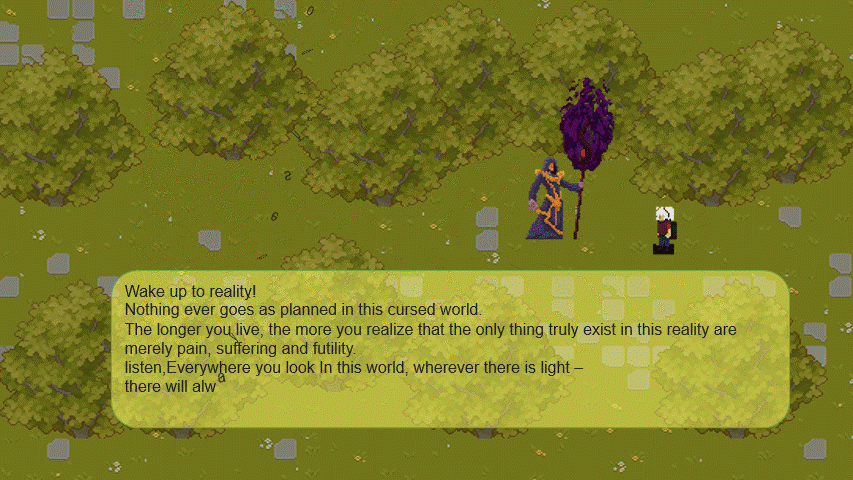 Wake up to reality!
Nothing ever goes as planned in this cursed world.
The longer you live, the more you realize that the only thing truly exist in this reality are
merely pain, suffering and futility.
listen,Everywhere you look In this world, wherever there is light –
there will alwa